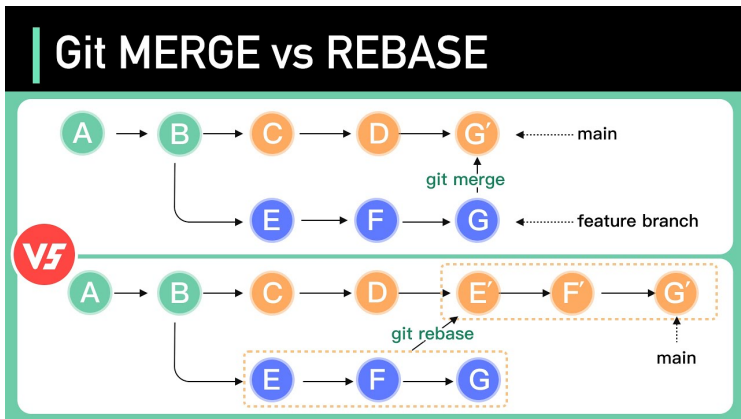 Git MERGE vs REBASE
A B C D G′ main
git merge
E F G feature branch
VS
A B C D E′ F′ G′
git rebase
main
E F G